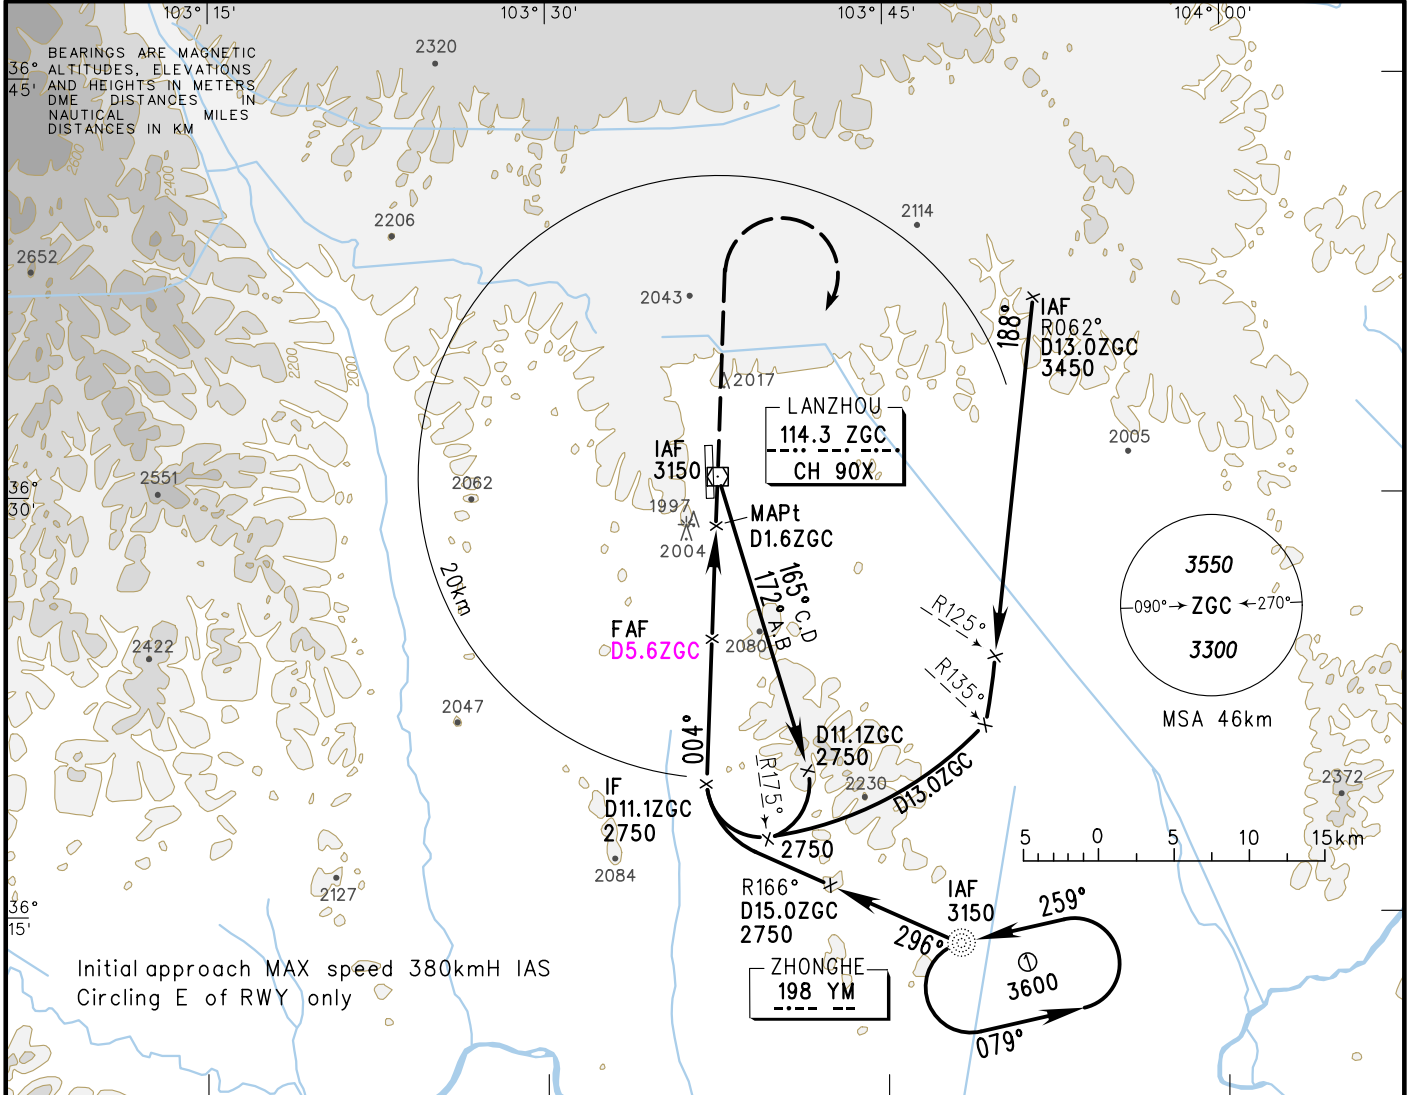 103° 15'
103° 30'
103° 45'
104° 00'
BEARINGS ARE MAGNETIC
ALTITUDES, ELEVATIONS
AND HEIGHTS IN METERS
DME DISTANCES IN
NAUTICAL MILES
DISTANCES IN KM
36°
45'
2320
2600
2400
2206
2114
2652
2043
188°
IAF
R062°
D13.0ZGC
3450
2200
2000
2017
LANZHOU
114.3 ZGC
CH 90X
IAF
3150
2005
2551
2062
36°
30'
1997
2004
MAPt
D1.6ZGC
20km
165° C.D
172° A.B
3550
090° ZGC 270°
3300
MSA 46km
R125°
R135°
FAF
D5.6ZGC
2080
2422
2047
004°
D11.1ZGC
2750
R175°
2230
D13.0ZGC
2372
IF
D11.1ZGC
2750
2750
5 0 5 10 15km
2084
2127
R166°
D15.0ZGC
2750
IAF
3150
259°
296°
1
3600
079°
36°
15'
ZHONGHE
198 YM
Initial approach MAX speed 380kmH IAS
Circling E of RWY only